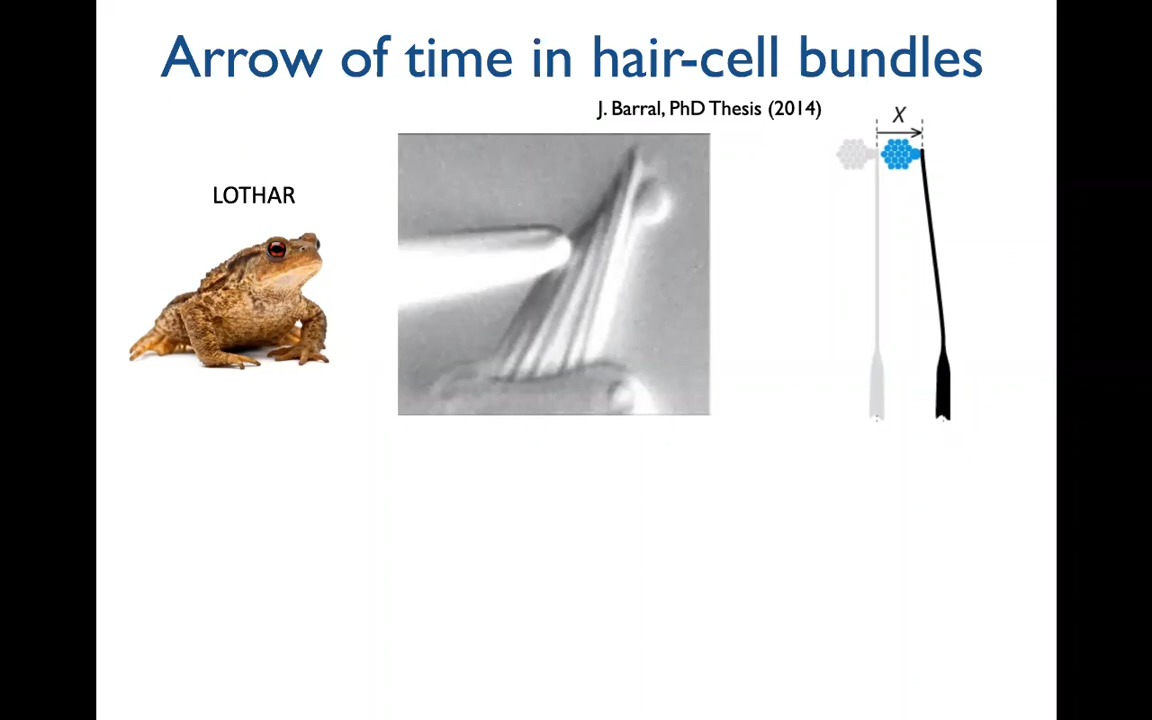 Arrow of time in hair-cell bundles
J. Barral, PhD Thesis (2014)
X
LOTHAR